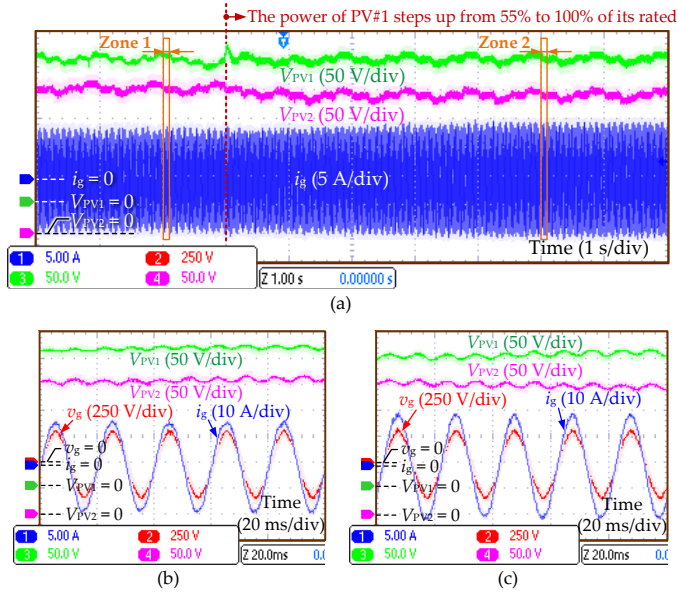 The power of PV#1 steps up from 55% to 100% of its rated
Zone 1
Zone 2
VPV1 (50 V/div)
VPV2 (50 V/div)
ig = 0
ig (5 A/div)
VPV1 = 0
VPV2 = 0
Time (1 s/div)
1 5.00 A 2 250 V
3 50.0 V 4 50.0 V
Z 1.00 s 0.00000 s
(a)
VPV1 (50 V/div)
VPV2 (50 V/div)
vg (250 V/div) ig (10 A/div)
vg = 0
ig = 0
VPV1 = 0
VPV2 = 0
Time
(20 ms/div)
1 5.00 A 2 250 V
3 50.0 V 4 50.0 V
Z 20.0ms 0.0
(b)
VPV1 (50 V/div)
VPV2 (50 V/div)
vg (250 V/div) ig (10 A/div)
vg = 0
ig = 0
VPV1 = 0
VPV2 = 0
Time
(20 ms/div)
1 5.00 A 2 250 V
3 50.0 V 4 50.0 V
Z 20.0ms 0.0
(c)